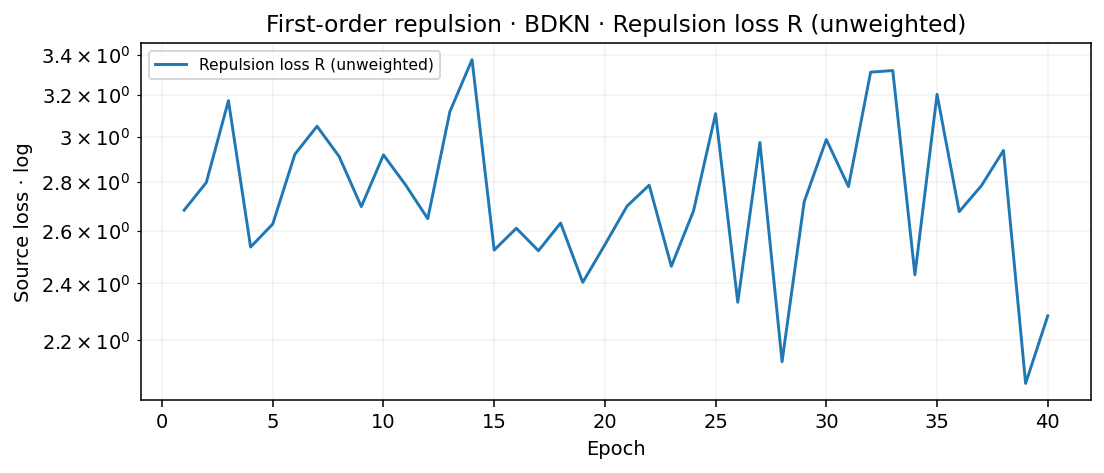 First-order repulsion · BDKN · Repulsion loss R (unweighted)
Repulsion loss R (unweighted)
Source loss · log
3.4 × 10⁰
3.2 × 10⁰
3 × 10⁰
2.8 × 10⁰
2.6 × 10⁰
2.4 × 10⁰
2.2 × 10⁰
0 5 10 15 20 25 30 35 40
Epoch